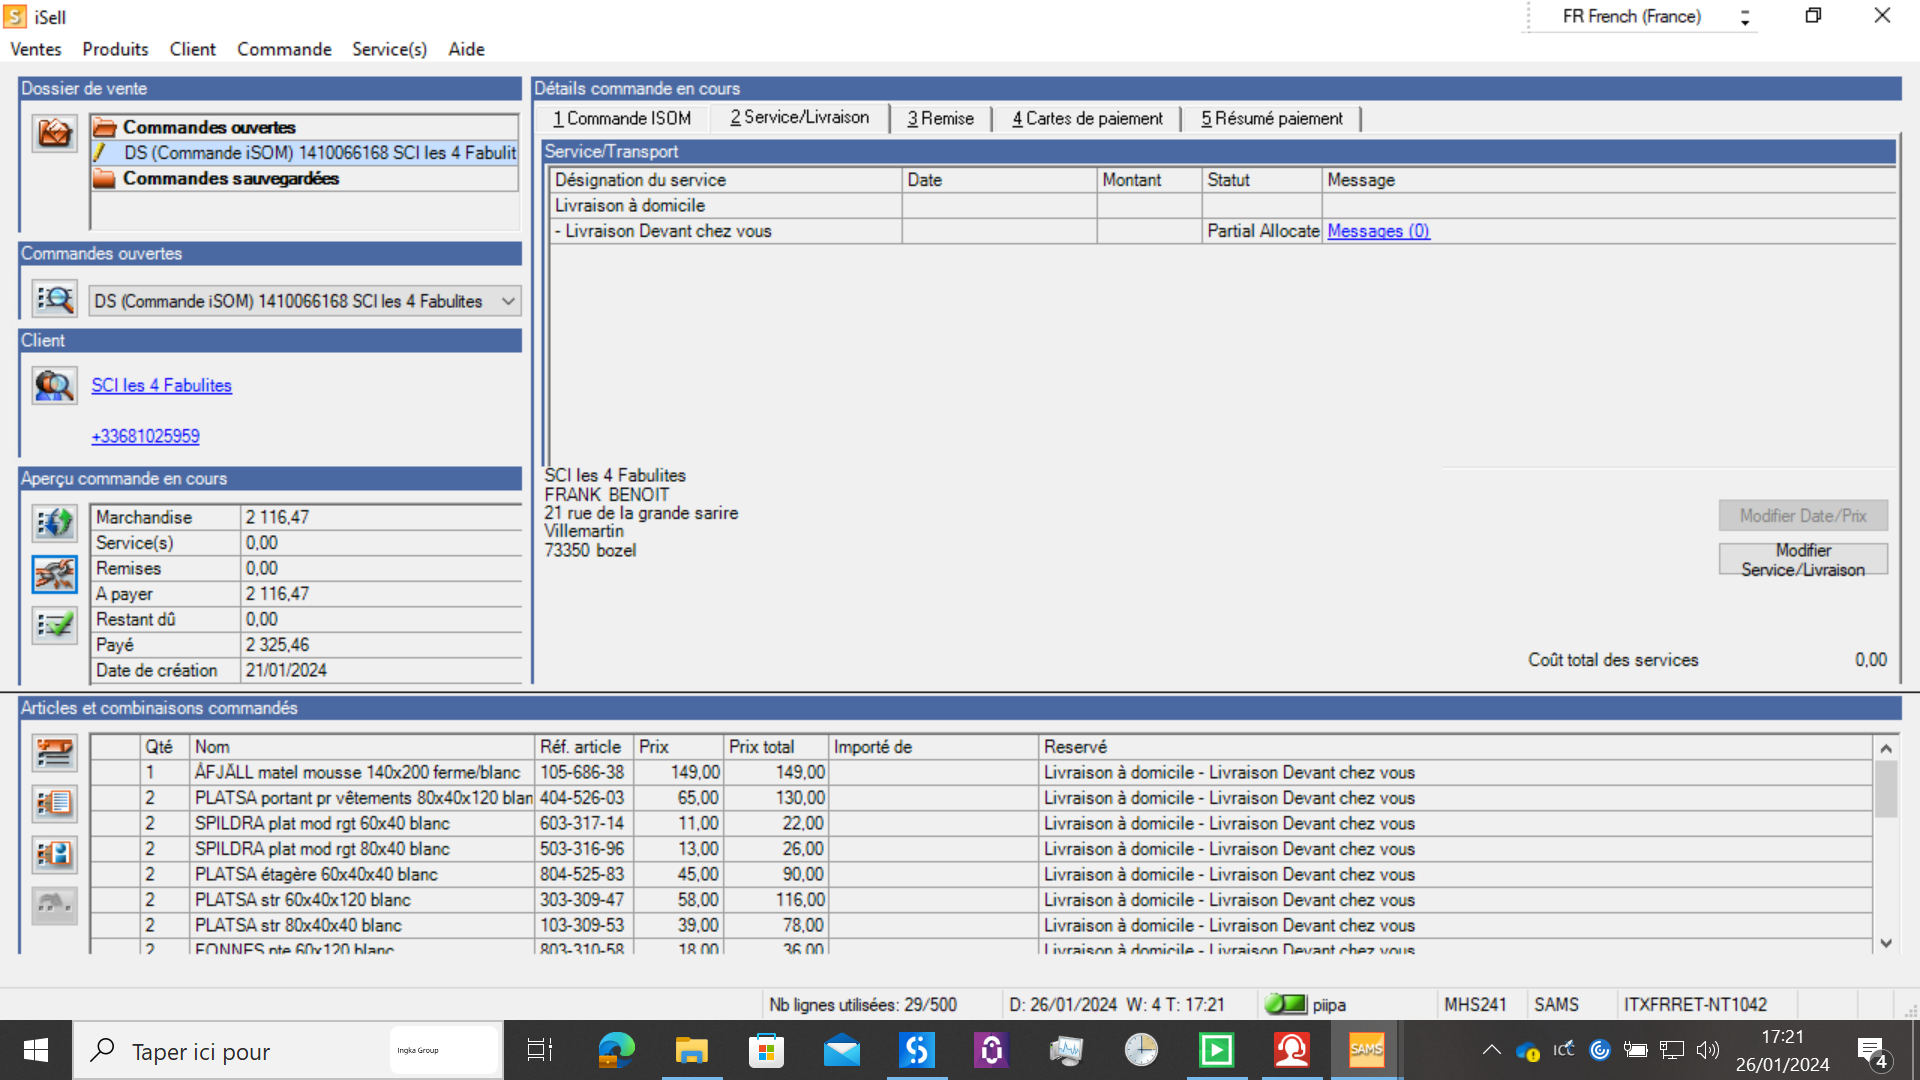 iSell
FR French (France)
Ventes Produits Client Commande Service(s) Aide
Dossier de vente
Commandes ouvertes
DS (Commande iSOM) 1410066168 SCI les 4 Fabulit
Commandes sauvegardées
Commandes ouvertes
DS (Commande iSOM) 1410066168 SCI les 4 Fabulites
Client
SCI les 4 Fabulites
+33681025959
Aperçu commande en cours
Marchandise 2 116,47
Service(s) 0,00
Remises 0,00
A payer 2 116,47
Restant dû 0,00
Payé 2 325,46
Date de création 21/01/2024
Détails commande en cours
1 Commande ISOM 2 Service/Livraison 3 Remise 4 Cartes de paiement 5 Résumé paiement
Service/Transport
Désignation du service Date Montant Statut Message
Livraison à domicile
- Livraison Devant chez vous Partial Allocate Messages (0)
SCI les 4 Fabulites
FRANK BENOIT
21 rue de la grande sarire
Villemartin
73350 bozel
Modifier Date/Prix
Modifier
Service/Livraison
Coût total des services 0,00
Articles et combinaisons commandés
Qté Nom Réf. article Prix Prix total Importé de Reservé
1 ÅFJÄLL matel mousse 140x200 ferme/blanc 105-686-38 149,00 149,00 Livraison à domicile - Livraison Devant chez vous
2 PLATSA portant pr vêtements 80x40x120 blan 404-526-03 65,00 130,00 Livraison à domicile - Livraison Devant chez vous
2 SPILDRA plat mod rgt 60x40 blanc 603-317-14 11,00 22,00 Livraison à domicile - Livraison Devant chez vous
2 SPILDRA plat mod rgt 80x40 blanc 503-316-96 13,00 26,00 Livraison à domicile - Livraison Devant chez vous
2 PLATSA étagère 60x40x40 blanc 804-525-83 45,00 90,00 Livraison à domicile - Livraison Devant chez vous
2 PLATSA str 60x40x120 blanc 303-309-47 58,00 116,00 Livraison à domicile - Livraison Devant chez vous
2 PLATSA str 80x40x40 blanc 103-309-53 39,00 78,00 Livraison à domicile - Livraison Devant chez vous
2 FONNES pte 60x120 blanc 803-310-58 18,00 36,00 Livraison à domicile - Livraison Devant chez vous
Nb lignes utilisées: 29/500 D: 26/01/2024 W: 4 T: 17:21 piipa MHS241 SAMS ITXFRRET-NT1042
Taper ici pour Ingka Group SAMS ICC 17:21
26/01/2024 4